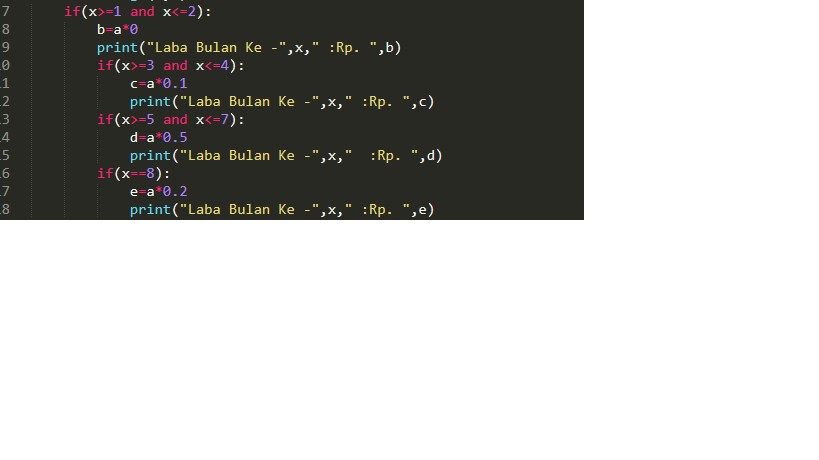 7 if(x>=1 and x<=2):
8 b=a*0
9 print("Laba Bulan Ke -",x," :Rp. ",b)
0 if(x>=3 and x<=4):
1 c=a*0.1
2 print("Laba Bulan Ke -",x," :Rp. ",c)
3 if(x>=5 and x<=7):
4 d=a*0.5
5 print("Laba Bulan Ke -",x,"  :Rp. ",d)
6 if(x==8):
7 e=a*0.2
8 print("Laba Bulan Ke -",x," :Rp. ",e)